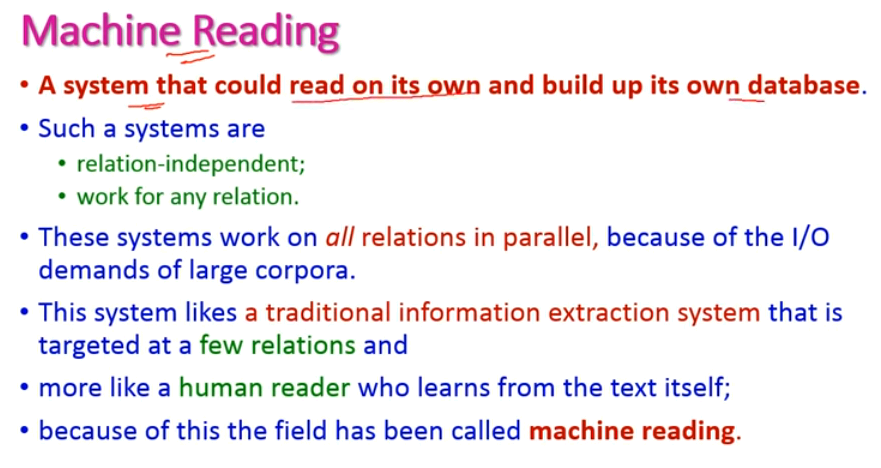 Machine Reading
• A system that could read on its own and build up its own database.
• Such a systems are
• relation-independent;
• work for any relation.
• These systems work on all relations in parallel, because of the I/O
demands of large corpora.
• This system likes a traditional information extraction system that is
targeted at a few relations and
• more like a human reader who learns from the text itself;
• because of this the field has been called machine reading.